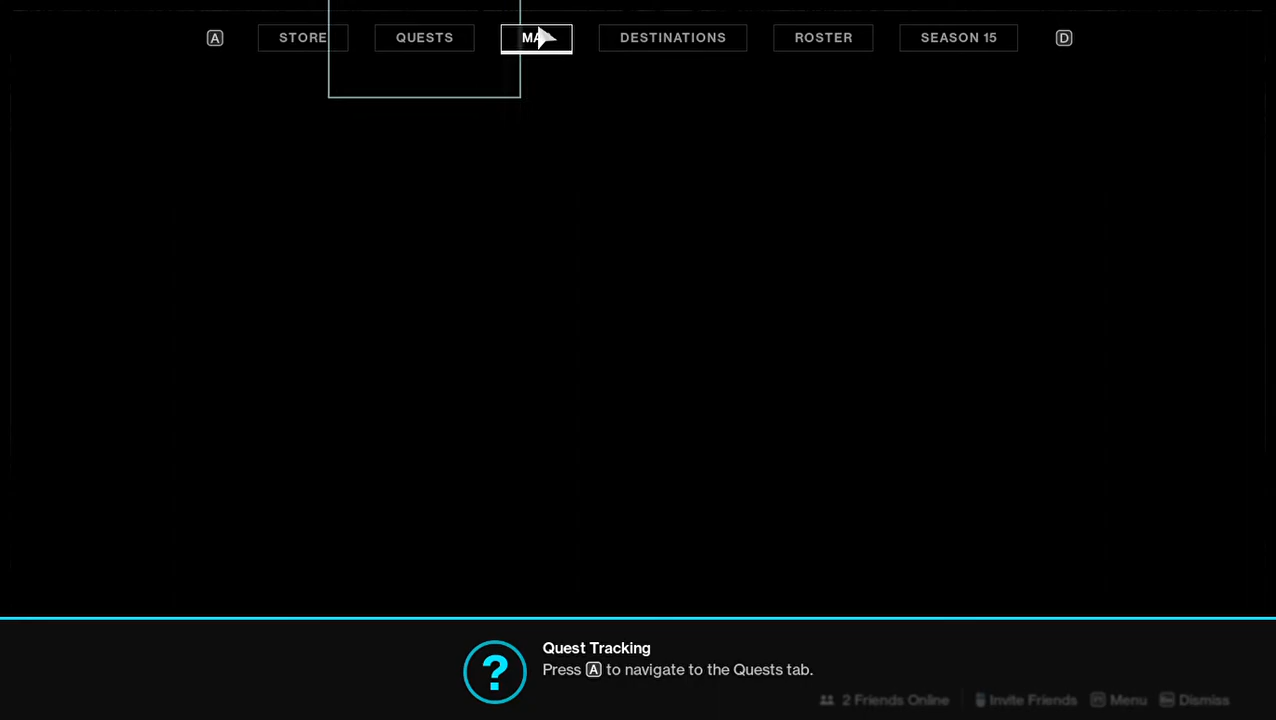 A STORE QUESTS MAP DESTINATIONS ROSTER SEASON 15 D
Quest Tracking
Press A to navigate to the Quests tab.
2 Friends Online Invite Friends Menu Dismiss